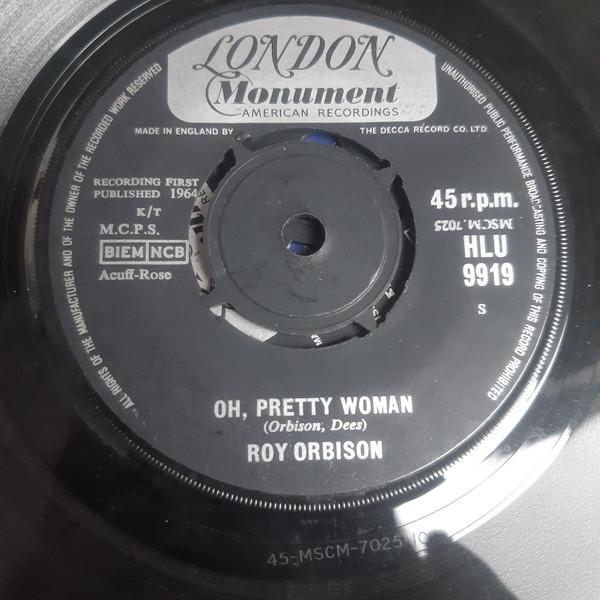 LONDON
Monument
AMERICAN RECORDINGS
MADE IN ENGLAND BY THE DECCA RECORD CO. LTD.
ALL RIGHTS OF THE MANUFACTURER AND OF THE OWNER OF THE RECORDED WORK RESERVED
UNAUTHORISED PUBLIC PERFORMANCE BROADCASTING AND COPYING OF THIS RECORD PROHIBITED
RECORDING FIRST
PUBLISHED 1964
K/T
M.C.P.S.
BIEM NCB
Acuff-Rose
45 r.p.m.
MSCM.7025
HLU
9919
S
OH, PRETTY WOMAN
(Orbison, Dees)
ROY ORBISON
45-MSCM-7025